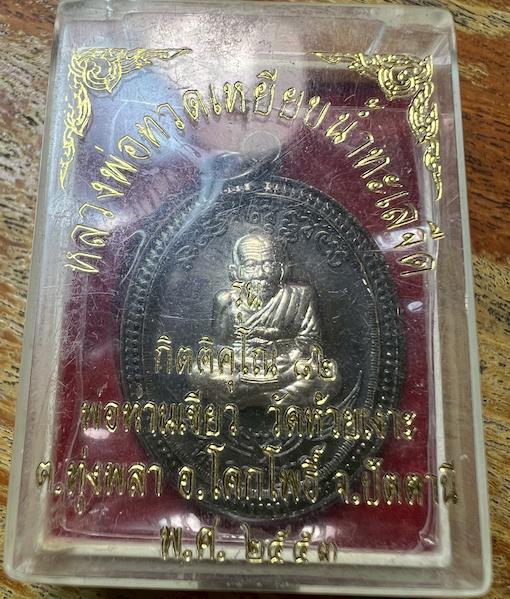 หลวงพ่อทวดเหยียบน้ำทะเลจืด
รุ่น
กิตติคุโณ ๘๒
พ่อท่านเขียว วัดห้วยเงาะ
ต.ทุ่งพลา อ.โคกโพธิ์ จ.ปัตตานี
พ.ศ. ๒๕๕๓